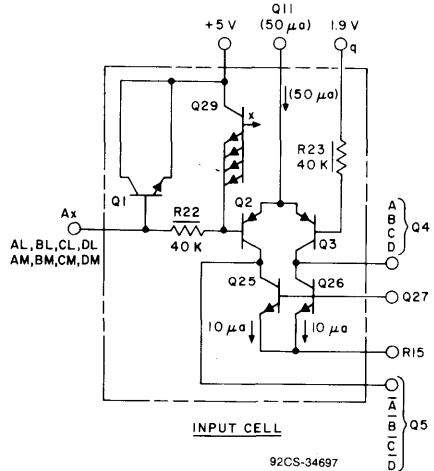 Q11
+5 V (50 μa) 1.9 V
q
Q29 x (50 μa)
R23
40 K
Q1
Ax R22 Q2
AL, BL, CL, DL 40 K Q3
AM, BM, CM, DM
A
B
C
D
Q4
Q25 Q26
Q27
10 μa 10 μa
R15
A̅
B̅
C̅
D̅
Q5
INPUT CELL
92CS-34697